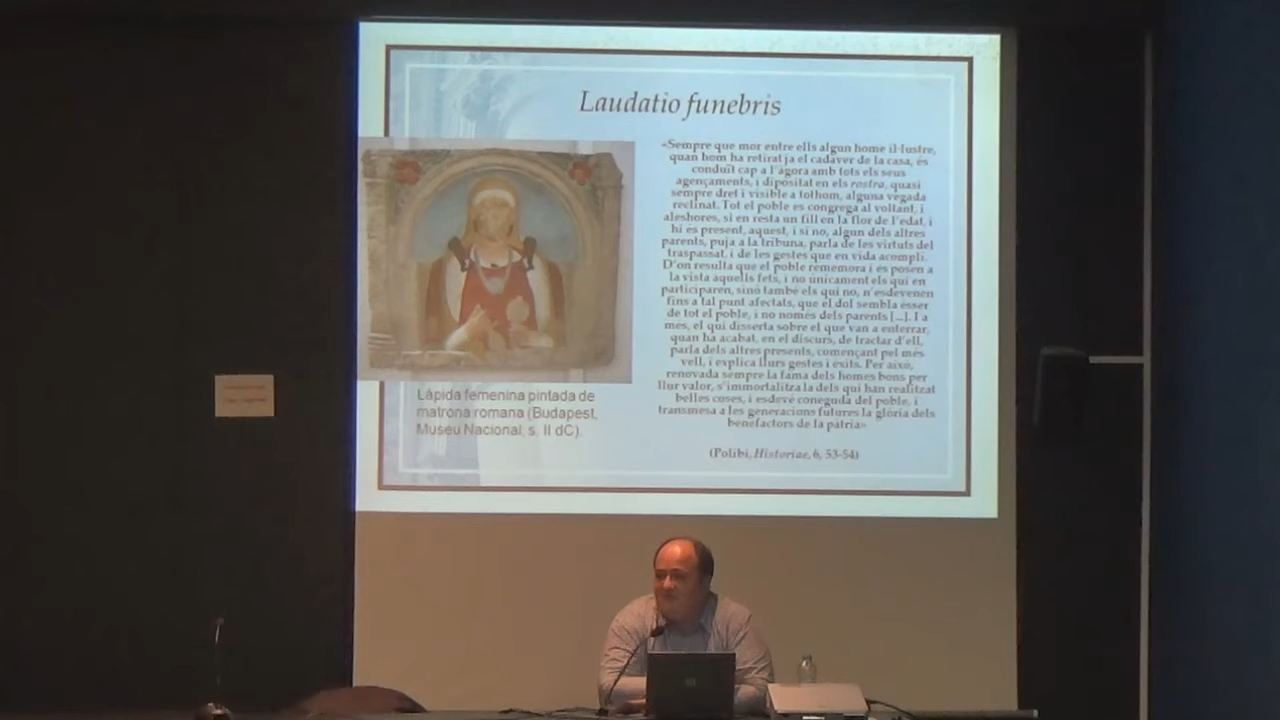 Laudatio funebris
«Sempre que mor entre ells algun home il·lustre,
quan hom ha retirat ja el cadaver de la casa, és
conduït cap a l'àgora amb tots els seus
agençaments, i dipositat en els rostra, quasi
sempre dret i visible a tothom, alguna vegada
reclinat. Tot el poble es congrega al voltant, i
aleshores, si en resta un fill en la flor de l'edat, i
hi és present, aquest, i si no, algun dels altres
parents, puja a la tribuna, parla de les virtuts del
traspassat, i de les gestes que en vida acomplí.
D'on resulta que el poble rememora i es posen a
la vista aquells fets, i no únicament els qui en
participaren, sinó també els qui no, n'esdevenen
fins a tal punt afectats, que el dol sembla ésser
de tot el poble, i no només dels parents [...]. I a
més, el qui disserta sobre el que van a enterrar,
quan ha acabat, en el discurs, de tractar d'ell,
parla dels altres presents, començant pel més
vell, i explica llurs gestes i èxits. Per això,
renovada sempre la fama dels homes bons per
llur valor, s'immortalitza la dels qui han realitzat
belles coses, i esdevé coneguda del poble, i
transmesa a les generacions futures la glòria dels
benefactors de la pàtria»
(Polibi, Historiae, 6, 53-54)
Làpida femenina pintada de
matrona romana (Budapest,
Museu Nacional, s. II dC).